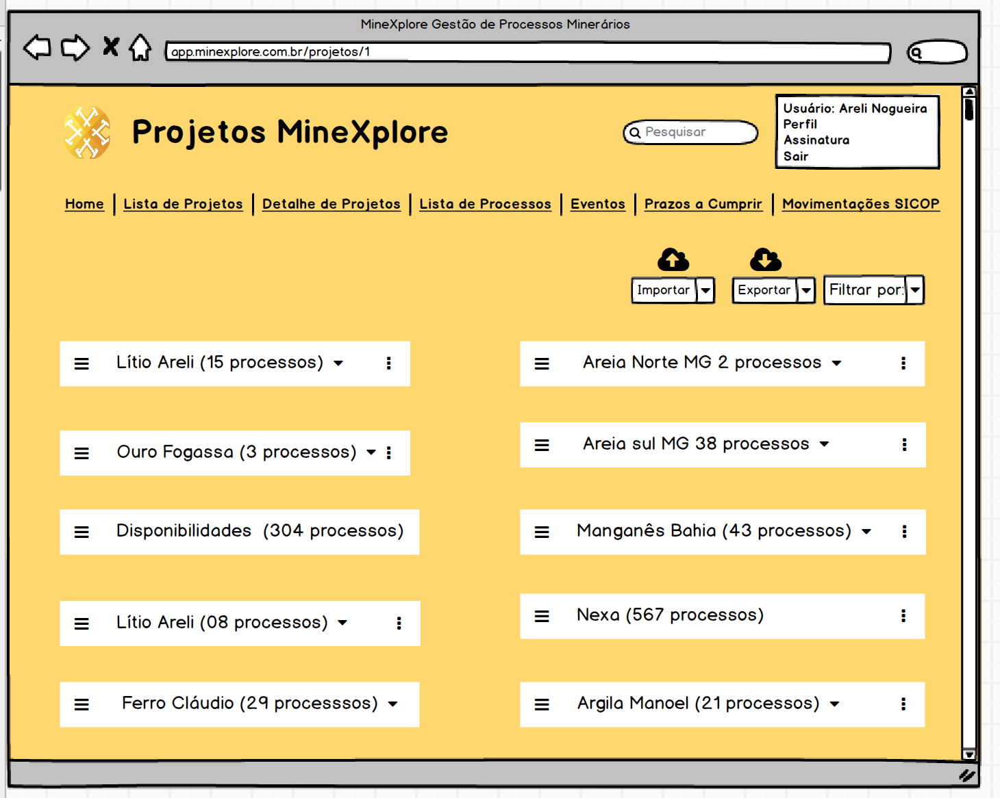 MineXplore Gestão de Processos Minerários
app.minexplore.com.br/projetos/1
Projetos MineXplore
Pesquisar
Usuário: Areli Nogueira
Perfil
Assinatura
Sair
Home
Lista de Projetos
Detalhe de Projetos
Lista de Processos
Eventos
Prazos a Cumprir
Movimentações SICOP
Importar
Exportar
Filtrar por:
Lítio Areli (15 processos)
Areia Norte MG 2 processos
Ouro Fogassa (3 processos)
Areia sul MG 38 processos
Disponibilidades (304 processos)
Manganês Bahia (43 processos)
Lítio Areli (08 processos)
Nexa (567 processos)
Ferro Cláudio (29 processsos)
Argila Manoel (21 processos)